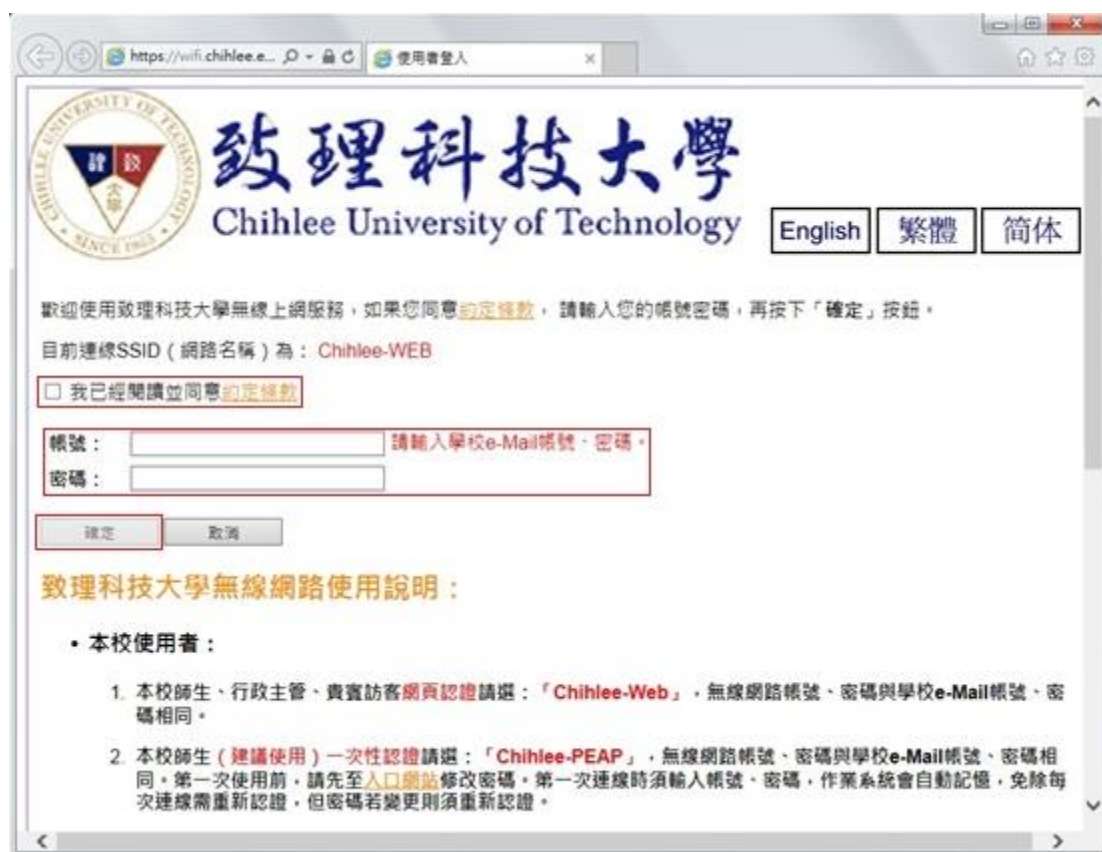 https://wifi.chihlee.e...
使用者登入
CHIHLEE UNIVERSITY OF TECHNOLOGY
SINCE 1965
致理科技大學
Chihlee University of Technology
English 繁體 简体
歡迎使用致理科技大學無線上網服務,如果您同意約定條款, 請輸入您的帳號密碼,再按下「確定」按鈕。
目前連線SSID(網路名稱)為: Chihlee-WEB
我已經閱讀並同意約定條款
帳號: 請輸入學校e-Mail帳號、密碼。
密碼:
確定 取消
致理科技大學無線網路使用說明:
• 本校使用者:
1. 本校師生、行政主管、貴賓訪客網頁認證請選:「Chihlee-Web」,無線網路帳號、密碼與學校e-Mail帳號、密
碼相同。
2. 本校師生(建議使用)一次性認證請選:「Chihlee-PEAP」,無線網路帳號、密碼與學校e-Mail帳號、密碼相
同。第一次使用前,請先至入口網站修改密碼。第一次連線時須輸入帳號、密碼,作業系統會自動記憶,免除每
次連線需重新認證,但密碼若變更則須重新認證。